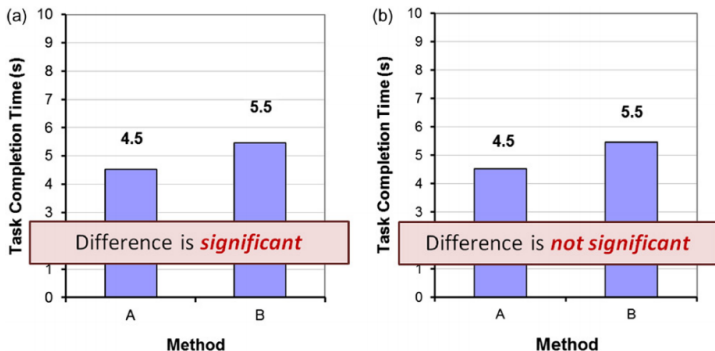 (a)
Task Completion Time (s)
10
9
8
7
6
5
4
3
1
0
4.5
5.5
Difference is significant
A
B
Method
(b)
Task Completion Time (s)
10
9
8
7
6
5
4
3
1
0
4.5
5.5
Difference is not significant
A
B
Method